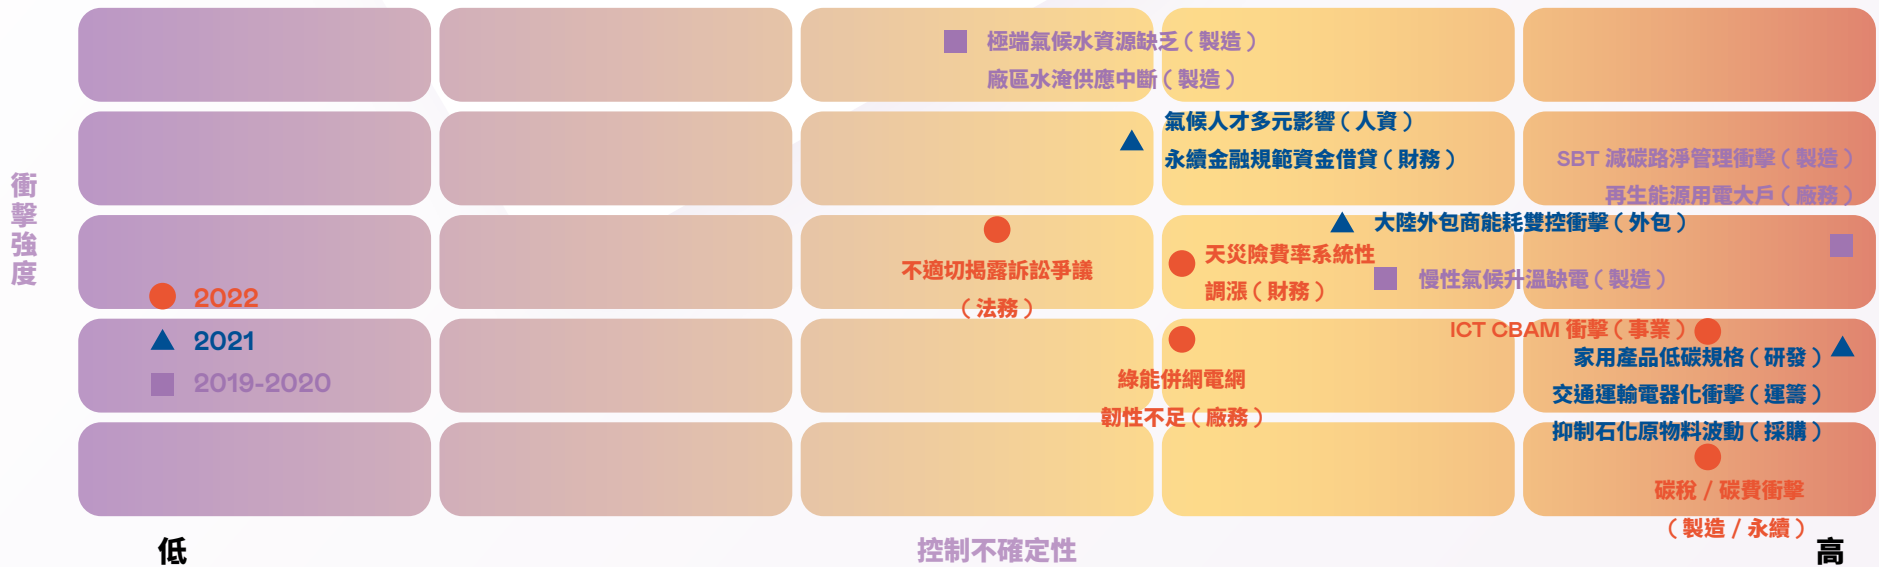 極端氣候水資源缺乏（製造）
廠區水淹供應中斷（製造）
氣候人才多元影響（人資）
永續金融規範資金借貸（財務）
SBT 減碳路淨管理衝擊（製造）
再生能源用電大戶（廠務）
衝擊強度
大陸外包商能耗雙控衝擊（外包）
不適切揭露訴訟爭議
（法務）
天災險費率系統性
調漲（財務）
慢性氣候升溫缺電（製造）
2022
2021
2019-2020
ICT CBAM 衝擊（事業）
家用產品低碳規格（研發）
交通運輸電器化衝擊（運籌）
抑制石化原物料波動（採購）
綠能併網電網
韌性不足（廠務）
碳稅 / 碳費衝擊
（製造 / 永續）
低
控制不確定性
高